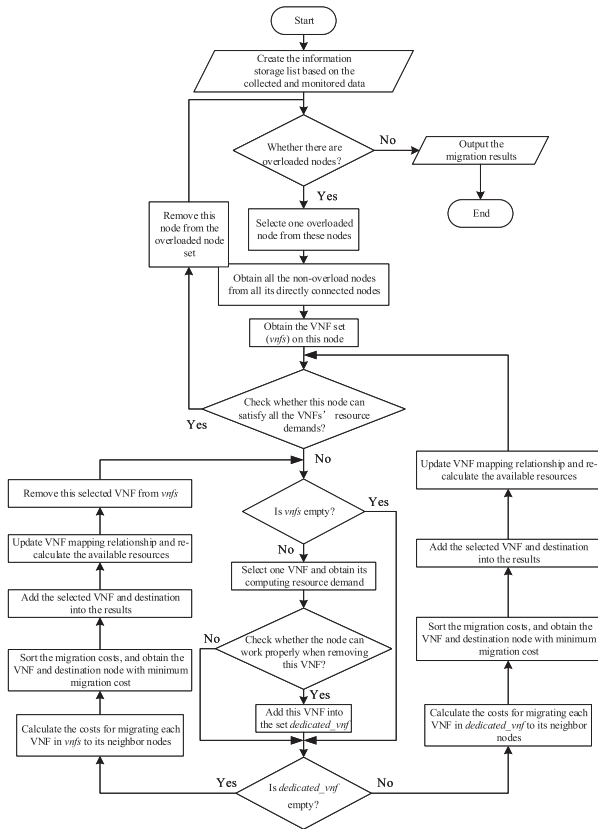 Start
Create the information
storage list based on the
collected and monitored data
Whether there are
overloaded nodes?
No
Output the
migration results
End
Yes
Selecte one overloaded
node from these nodes
Remove this
node from the
overloaded node
set
Obtain all the non-overload nodes
from all its directly connected nodes
Obtain the VNF set
(vnfs) on this node
Check whether this node can
satisfy all the VNFs’ resource
demands?
Yes
No
Is vnfs empty?
Yes
No
Select one VNF and obtain its
computing resource demand
Check whether the node can
work properly when removing
this VNF?
No
Yes
Add this VNF into
the set dedicated_vnf
Is dedicated_vnf
empty?
Yes
No
Remove this selected VNF from vnfs
Update VNF mapping relationship and re-
calculate the available resources
Add the selected VNF and destination
into the results
Sort the migration costs, and obtain the
VNF and destination node with minimum
migration cost
Calculate the costs for migrating each
VNF in vnfs to its neighbor nodes
Update VNF mapping relationship and re-
calculate the available resources
Add the selected VNF and destination
into the results
Sort the migration costs, and obtain the
VNF and destination node with minimum
migration cost
Calculate the costs for migrating each
VNF in dedicated_vnf to its neighbor
nodes